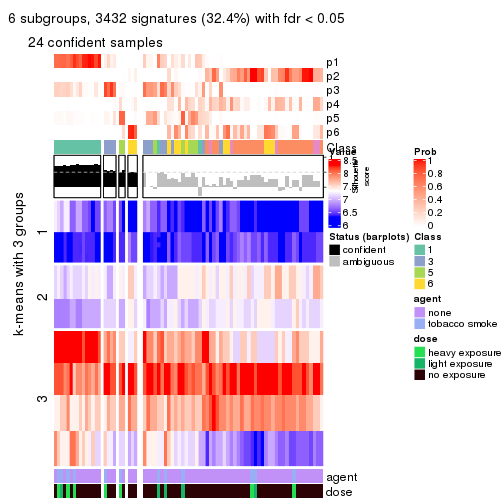 6 subgroups, 3432 signatures (32.4%) with fdr < 0.05
24 confident samples
p1
p2
p3
p4
p5
p6
Class
k-means with 3 groups
1
2
3
Value
8.5
8
7.5
7
6.5
6
Silhouette
score
Prob
1
0.8
0.6
0.4
0.2
0
Status (barplots)
confident
ambiguous
Class
1
3
5
6
agent
none
tobacco smoke
dose
heavy exposure
light exposure
no exposure
agent
dose